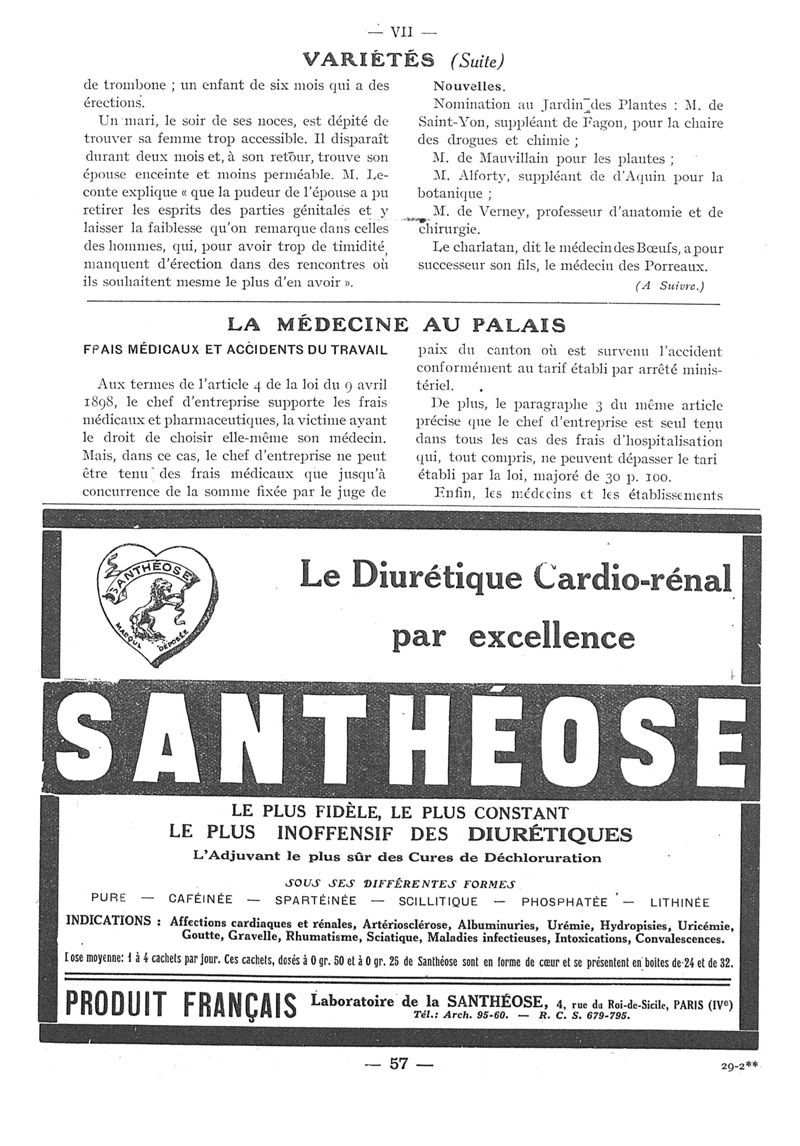 — VII —
VARIÉTÉS (Suite)
de trombone ; un enfant de six mois qui a des
érections.
Un mari, le soir de ses noces, est dépité de
trouver sa femme trop accessible. Il disparaît
durant deux mois et, à son retour, trouve son
épouse enceinte et moins perméable. M. Le-
conte explique « que la pudeur de l'épouse a pu
retirer les esprits des parties génitales et y
laisser la faiblesse qu'on remarque dans celles
des hommes, qui, pour avoir trop de timidité,
manquent d'érection dans des rencontres où
ils souhaitent mesme le plus d'en avoir ».
Nouvelles.
Nomination au Jardin des Plantes : M. de
Saint-Yon, suppléant de Fagon, pour la chaire
des drogues et chimie ;
M. de Mauvillain pour les plantes ;
M. Alforty, suppléant de d'Aquin pour la
botanique ;
M. de Verney, professeur d'anatomie et de
chirurgie.
Le charlatan, dit le médecin des Bœufs, a pour
successeur son fils, le médecin des Porreaux.
(A Suivre.)
LA MÉDECINE AU PALAIS
FRAIS MÉDICAUX ET ACCIDENTS DU TRAVAIL
Aux termes de l'article 4 de la loi du 9 avril
1898, le chef d'entreprise supporte les frais
médicaux et pharmaceutiques, la victime ayant
le droit de choisir elle-même son médecin.
Mais, dans ce cas, le chef d'entreprise ne peut
être tenu des frais médicaux que jusqu'à
concurrence de la somme fixée par le juge de
paix du canton où est survenu l'accident
conformément au tarif établi par arrêté minis-
tériel.
De plus, le paragraphe 3 du même article
précise que le chef d'entreprise est seul tenu
dans tous les cas des frais d'hospitalisation
qui, tout compris, ne peuvent dépasser le tari
établi par la loi, majoré de 30 p. 100.
Enfin, les médecins et les établissements
SANTHÉOSE
MARQUE DÉPOSÉE
Le Diurétique Cardio-rénal
par excellence
SANTHÉOSE
LE PLUS FIDÈLE, LE PLUS CONSTANT
LE PLUS INOFFENSIF DES DIURÉTIQUES
L'Adjuvant le plus sûr des Cures de Déchloruration
SOUS SES DIFFÉRENTES FORMES
PURE — CAFÉINÉE — SPARTÉINÉE — SCILLITIQUE — PHOSPHATÉE — LITHINÉE
INDICATIONS : Affections cardiaques et rénales, Artériosclérose, Albuminuries, Urémie, Hydropisies, Uricémie,
Goutte, Gravelle, Rhumatisme, Sciatique, Maladies infectieuses, Intoxications, Convalescences.
Dose moyenne: 1 à 4 cachets par jour. Ces cachets, dosés à 0 gr. 50 et à 0 gr. 25 de Santhéose sont en forme de cœur et se présentent en boites de 24 et de 32.
PRODUIT FRANÇAIS
Laboratoire de la SANTHÉOSE, 4, rue du Roi-de-Sicile, PARIS (IVe)
Tél.: Arch. 95-60. — R. C. S. 679-795.
— 57 —
29-2**